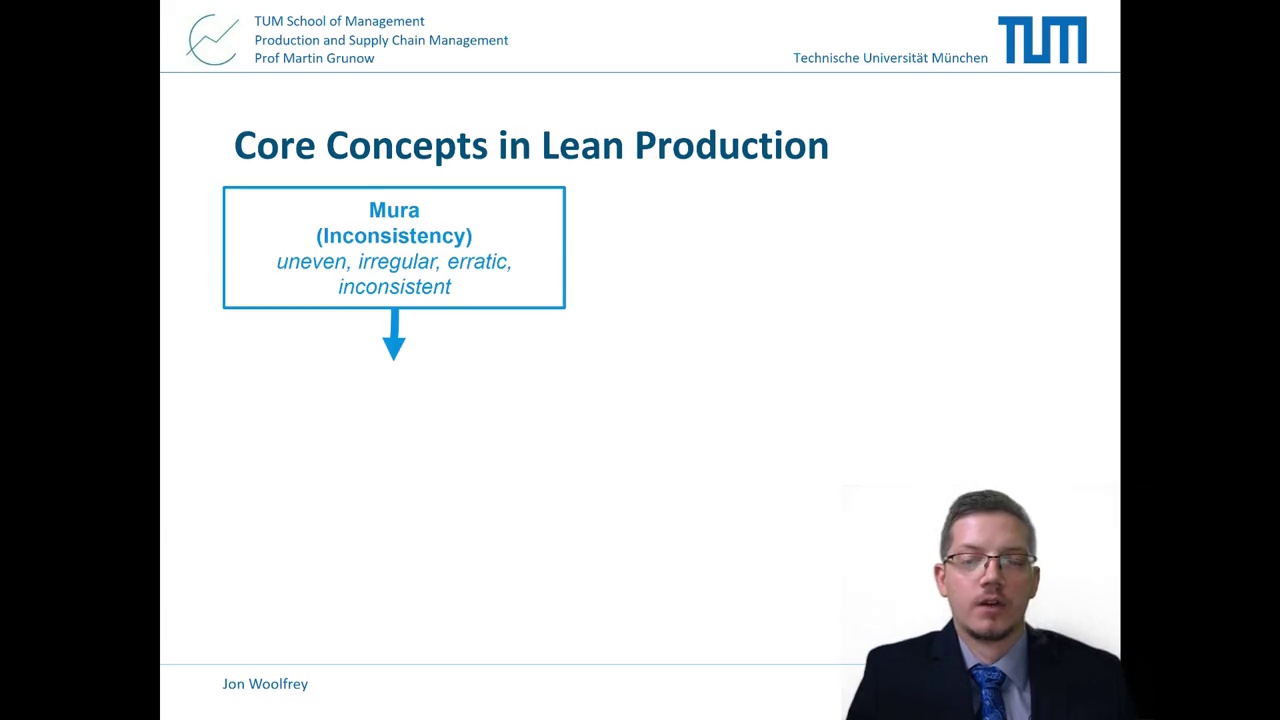 TUM School of Management
Production and Supply Chain Management
Prof Martin Grunow
Technische Universität München
TUM
Core Concepts in Lean Production
Mura
(Inconsistency)
uneven, irregular, erratic,
inconsistent
Jon Woolfrey